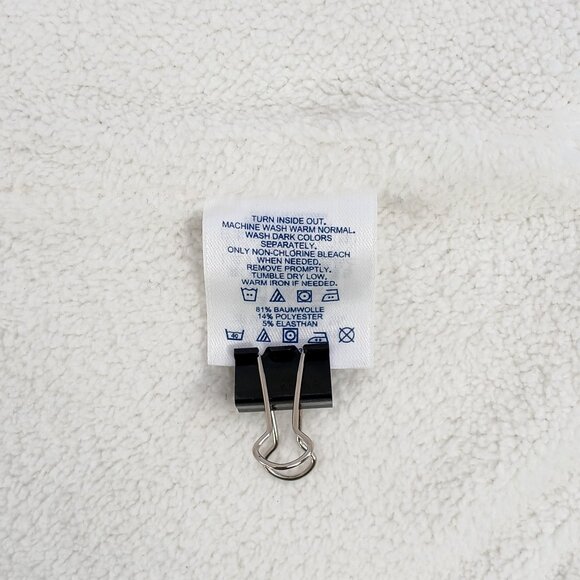 TURN INSIDE OUT.
MACHINE WASH WARM NORMAL.
WASH DARK COLORS
SEPARATELY.
ONLY NON-CHLORINE BLEACH
WHEN NEEDED.
REMOVE PROMPTLY.
TUMBLE DRY LOW,
WARM IRON IF NEEDED.
81% BAUMWOLLE
14% POLYESTER
5% ELASTHAN
40